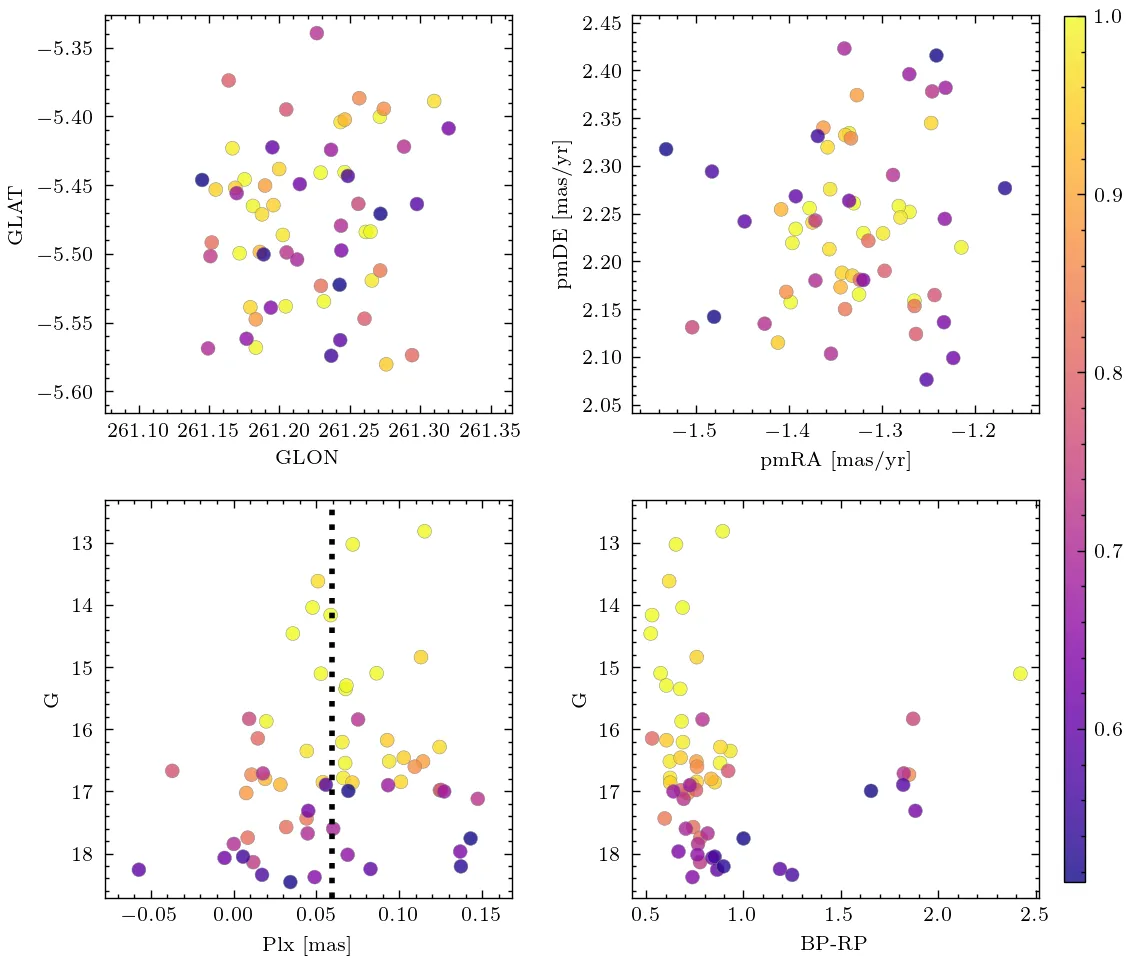 −5.35
−5.40
−5.45
−5.50
−5.55
−5.60
GLAT
261.10 261.15 261.20 261.25 261.30 261.35
GLON
2.45
2.40
2.35
2.30
2.25
2.20
2.15
2.10
2.05
pmDE [mas/yr]
−1.5 −1.4 −1.3 −1.2
pmRA [mas/yr]
1.0
0.9
0.8
0.7
0.6
13
14
15
16
17
18
G
−0.05 0.00 0.05 0.10 0.15
Plx [mas]
13
14
15
16
17
18
G
0.5 1.0 1.5 2.0 2.5
BP-RP